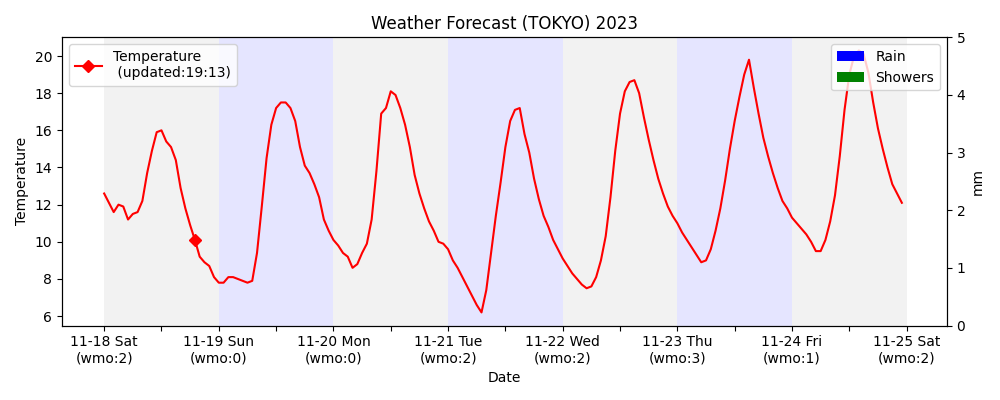 Weather Forecast (TOKYO) 2023
Temperature
(updated:19:13)
Rain
Showers
Temperature
20
18
16
14
12
10
8
6
5
4
3
2
1
0
mm
11-18 Sat
(wmo:2)
11-19 Sun
(wmo:0)
11-20 Mon
(wmo:0)
11-21 Tue
(wmo:2)
11-22 Wed
(wmo:2)
11-23 Thu
(wmo:3)
11-24 Fri
(wmo:1)
11-25 Sat
(wmo:2)
Date